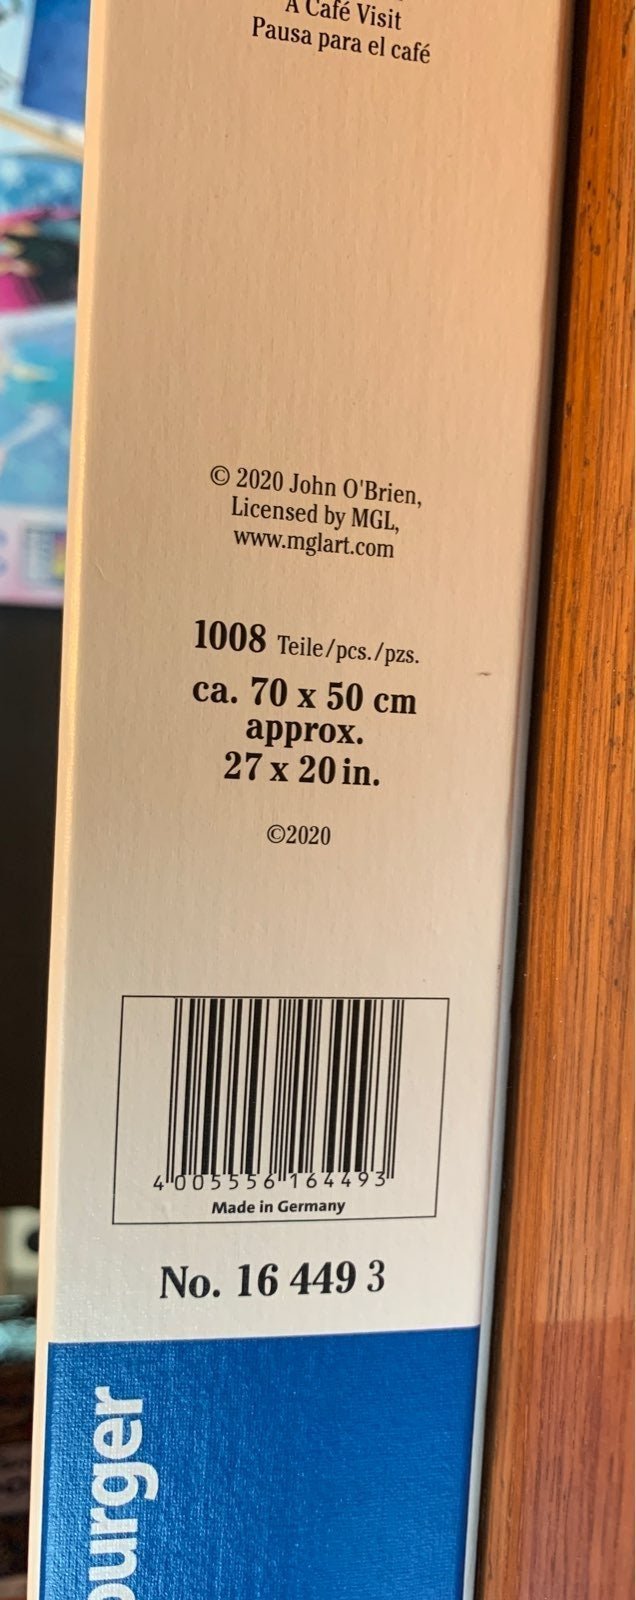 A Café Visit
Pausa para el café
© 2020 John O'Brien,
Licensed by MGL,
www.mglart.com
1008 Teile/pcs./pzs.
ca. 70 x 50 cm
approx.
27 x 20 in.
©2020
4 005556 164493
Made in Germany
No. 16 449 3
burger